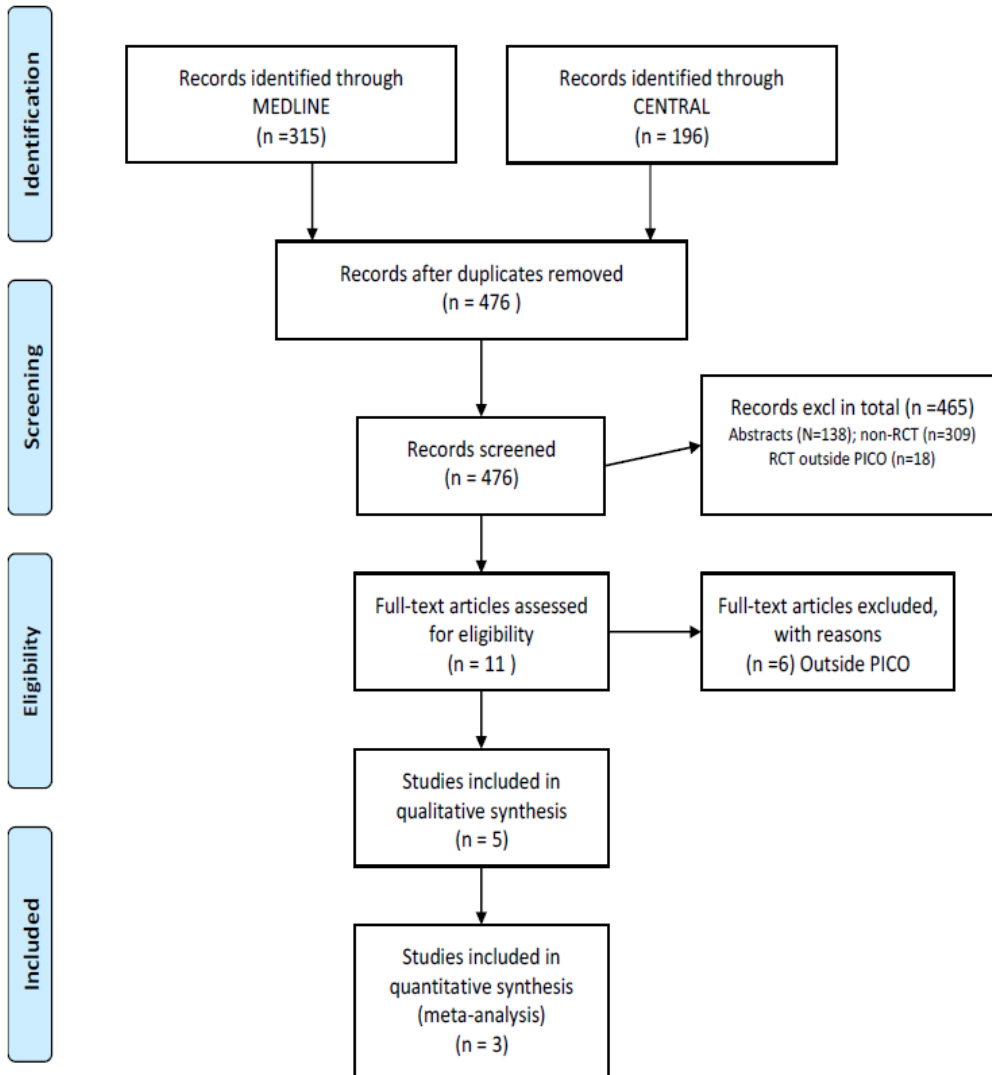 Identification
Records identified through
MEDLINE
(n =315)
Records identified through
CENTRAL
(n = 196)
Records after duplicates removed
(n = 476 )
Screening
Records screened
(n = 476)
Records excl in total (n =465)
Abstracts (N=138); non-RCT (n=309)
RCT outside PICO (n=18)
Eligibility
Full-text articles assessed
for eligibility
(n = 11 )
Full-text articles excluded,
with reasons
(n =6) Outside PICO
Studies included in
qualitative synthesis
(n = 5)
Included
Studies included in
quantitative synthesis
(meta-analysis)
(n = 3)